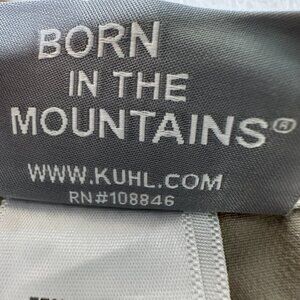 BORN
IN THE
MOUNTAINS®
WWW.KUHL.COM
RN#108846